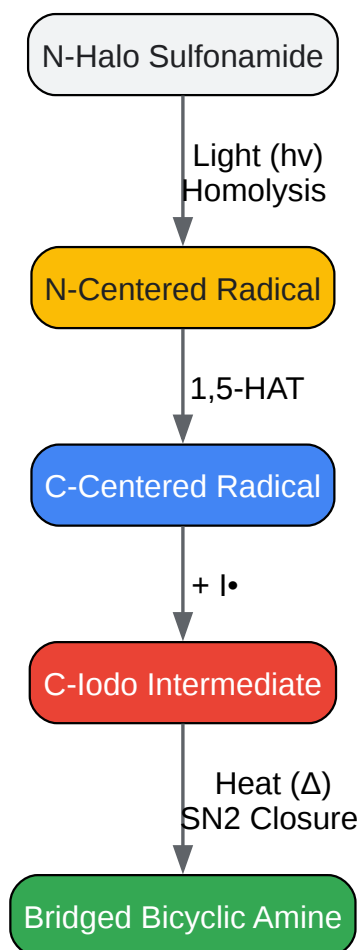 N-Halo Sulfonamide
Light (hv)
Homolysis
N-Centered Radical
1,5-HAT
C-Centered Radical
+ I•
C-Iodo Intermediate
Heat (Δ)
SN2 Closure
Bridged Bicyclic Amine